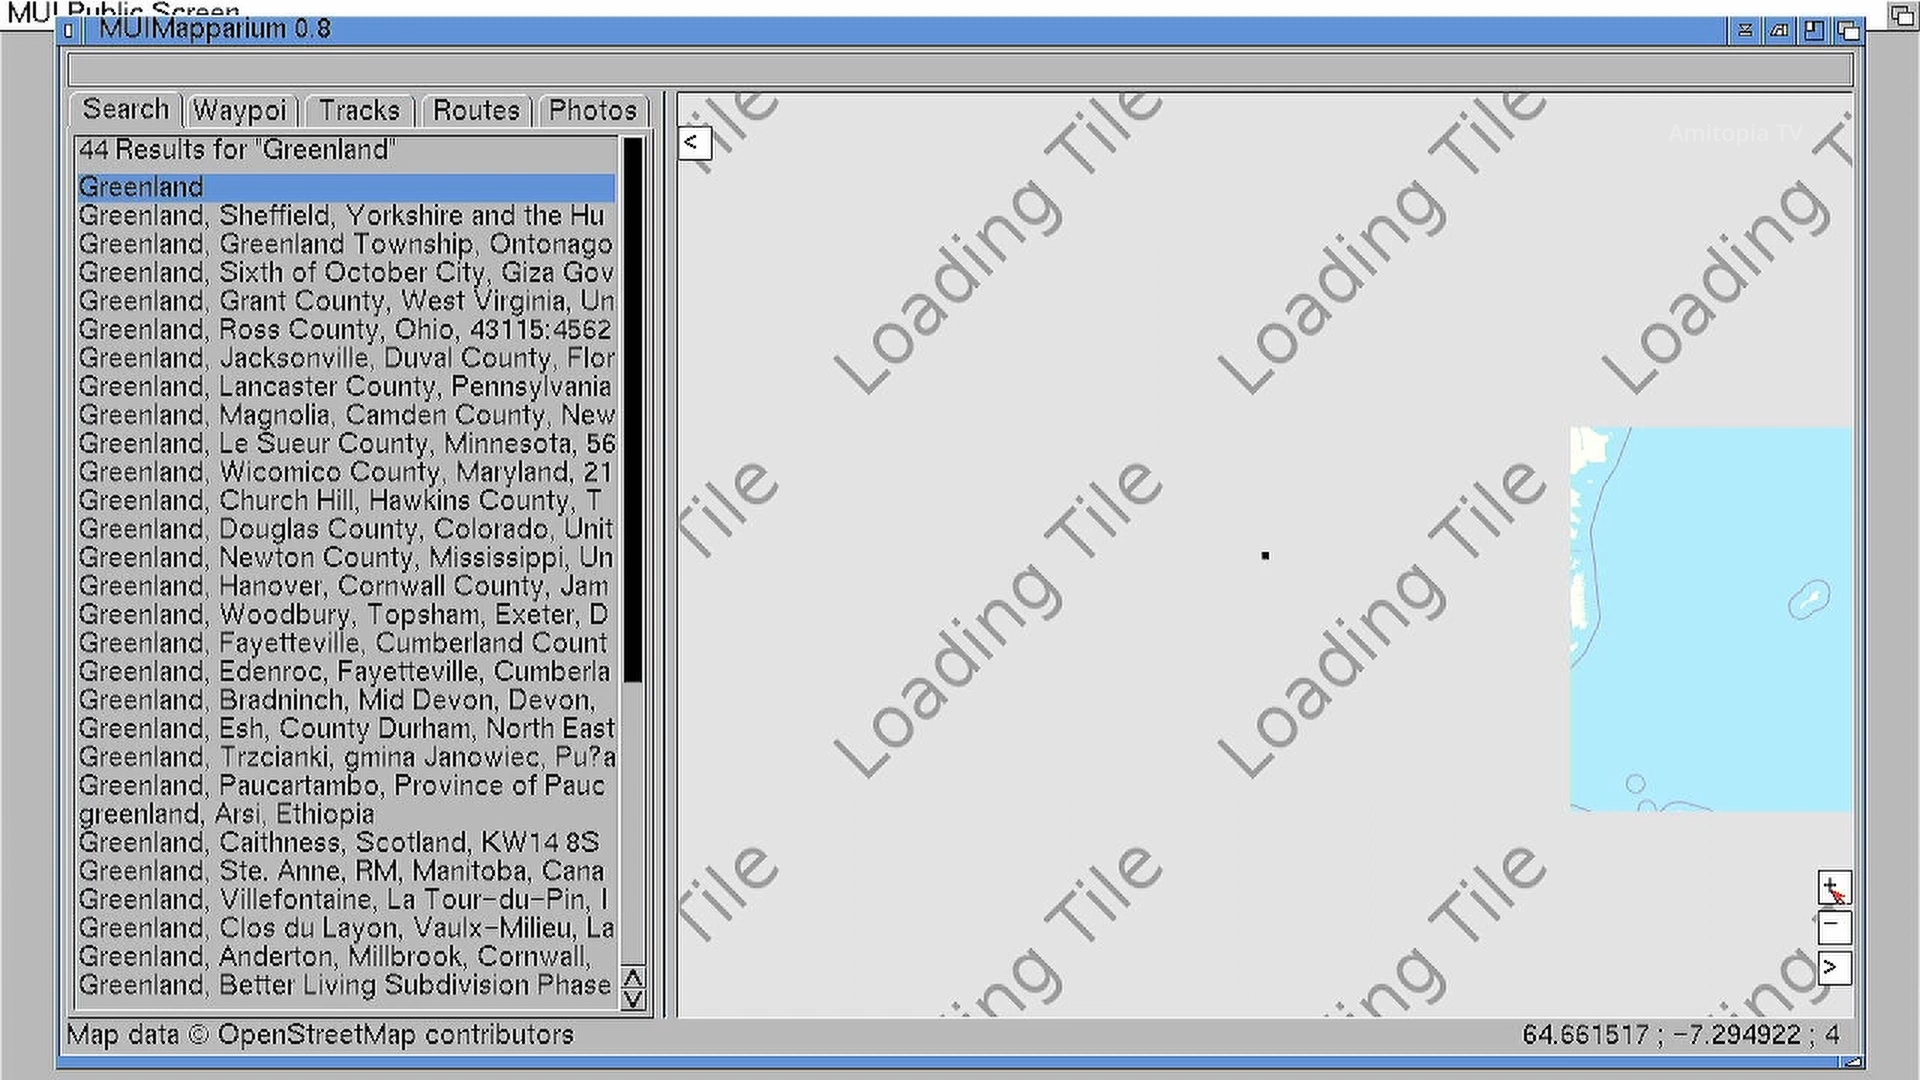 MUI Public Screen
MUIMapparium 0.8
Search
Waypoi
Tracks
Routes
Photos
44 Results for "Greenland"
Greenland
Greenland, Sheffield, Yorkshire and the Hu
Greenland, Greenland Township, Ontonago
Greenland, Sixth of October City, Giza Gov
Greenland, Grant County, West Virginia, Un
Greenland, Ross County, Ohio, 43115:4562
Greenland, Jacksonville, Duval County, Flor
Greenland, Lancaster County, Pennsylvania
Greenland, Magnolia, Camden County, New
Greenland, Le Sueur County, Minnesota, 56
Greenland, Wicomico County, Maryland, 21
Greenland, Church Hill, Hawkins County, T
Greenland, Douglas County, Colorado, Unit
Greenland, Newton County, Mississippi, Un
Greenland, Hanover, Cornwall County, Jam
Greenland, Woodbury, Topsham, Exeter, D
Greenland, Fayetteville, Cumberland Count
Greenland, Edenroc, Fayetteville, Cumberla
Greenland, Bradninch, Mid Devon, Devon,
Greenland, Esh, County Durham, North East
Greenland, Trzcianki, gmina Janowiec, Pu?a
Greenland, Paucartambo, Province of Pauc
greenland, Arsi, Ethiopia
Greenland, Caithness, Scotland, KW14 8S
Greenland, Ste. Anne, RM, Manitoba, Cana
Greenland, Villefontaine, La Tour-du-Pin, I
Greenland, Clos du Layon, Vaulx-Milieu, La
Greenland, Anderton, Millbrook, Cornwall,
Greenland, Better Living Subdivision Phase
Map data © OpenStreetMap contributors
<
Tile
Loading Tile
Loading Tile
Loading T
Amitopia TV
Tile
Loading Tile
Loading Tile
Tile
ing Tile
ing Tile
ing
+
-
>
64.661517 ; -7.294922 ; 4